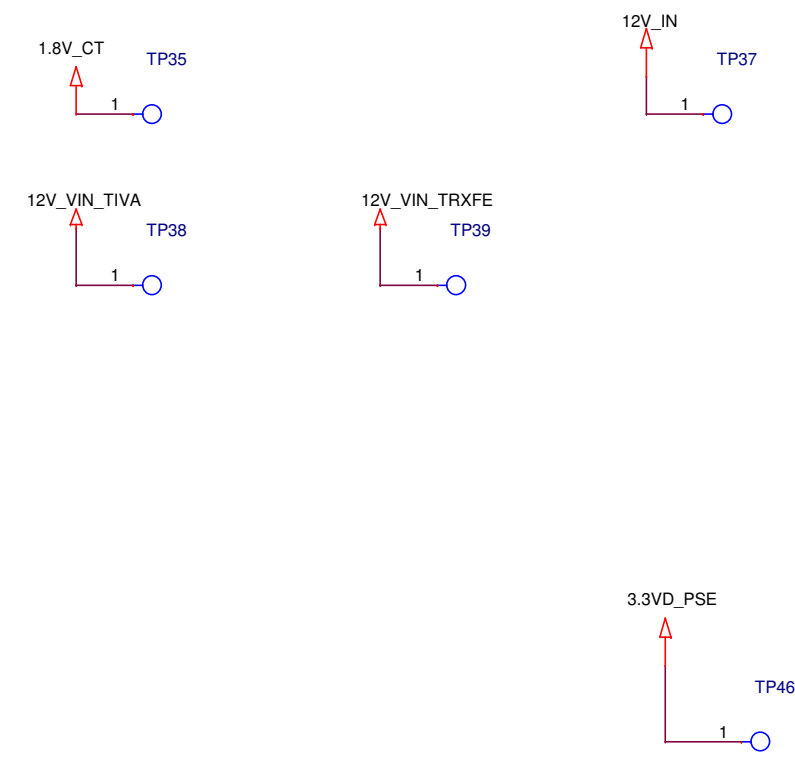 12V_IN
1.8V_CT
TP35
TP37
1
1
12V_VIN_TIVA
12V_VIN_TRXFE
TP38
TP39
1
1
3.3VD_PSE
TP46
1